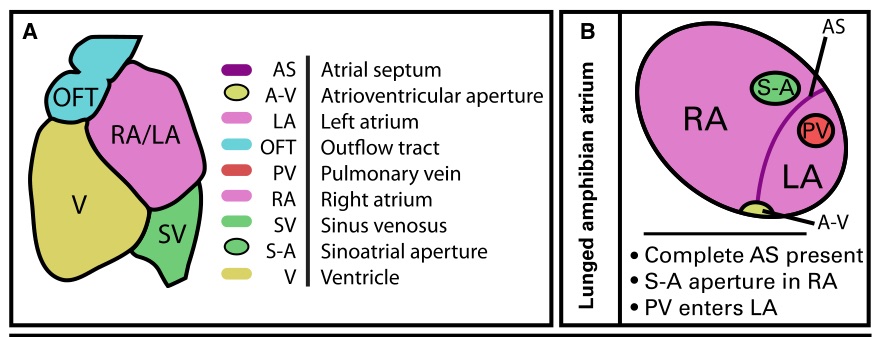 A
OFT
RA/LA
V
SV
AS Atrial septum
A-V Atrioventricular aperture
LA Left atrium
OFT Outflow tract
PV Pulmonary vein
RA Right atrium
SV Sinus venosus
S-A Sinoatrial aperture
V Ventricle
B
Lunged amphibian atrium
AS
S-A
RA
PV
LA
A-V
• Complete AS present
• S-A aperture in RA
• PV enters LA